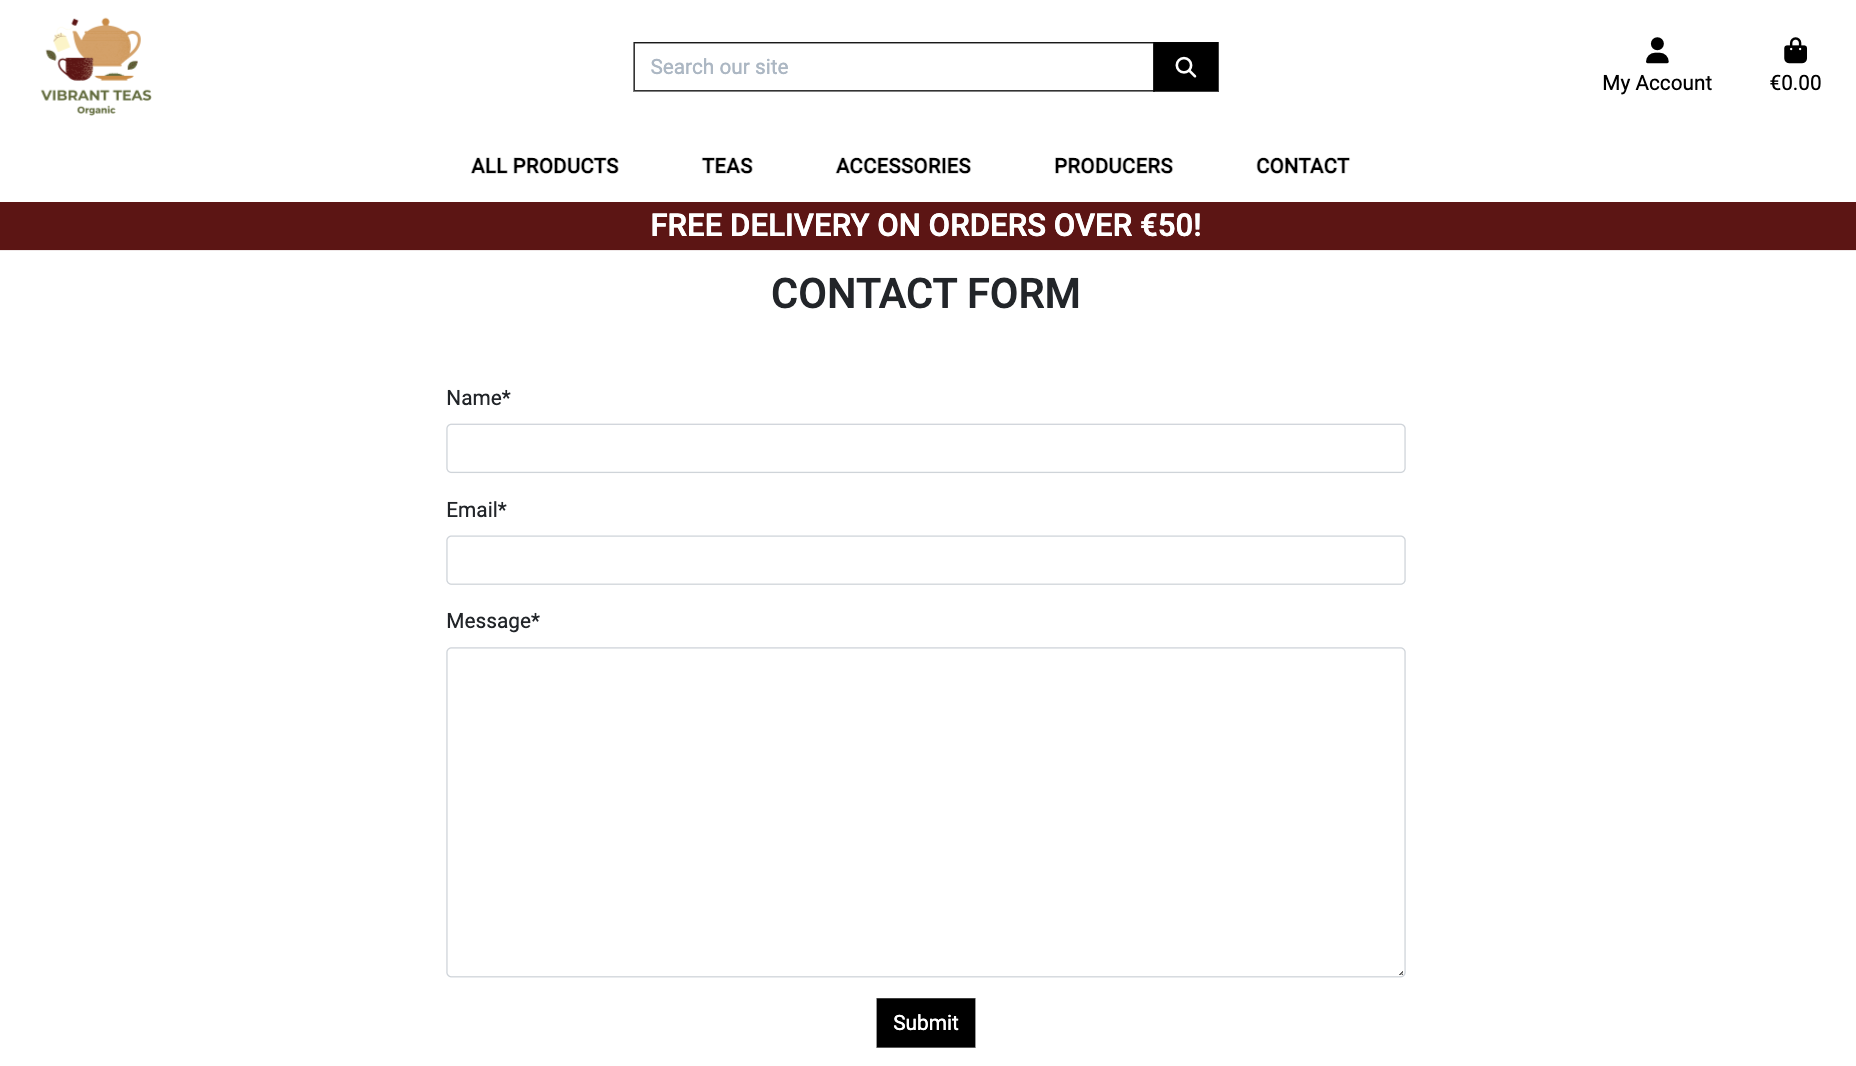 VIBRANT TEAS
Organic
Search our site
My Account
€0.00
ALL PRODUCTS
TEAS
ACCESSORIES
PRODUCERS
CONTACT
FREE DELIVERY ON ORDERS OVER €50!
CONTACT FORM
Name*
Email*
Message*
Submit